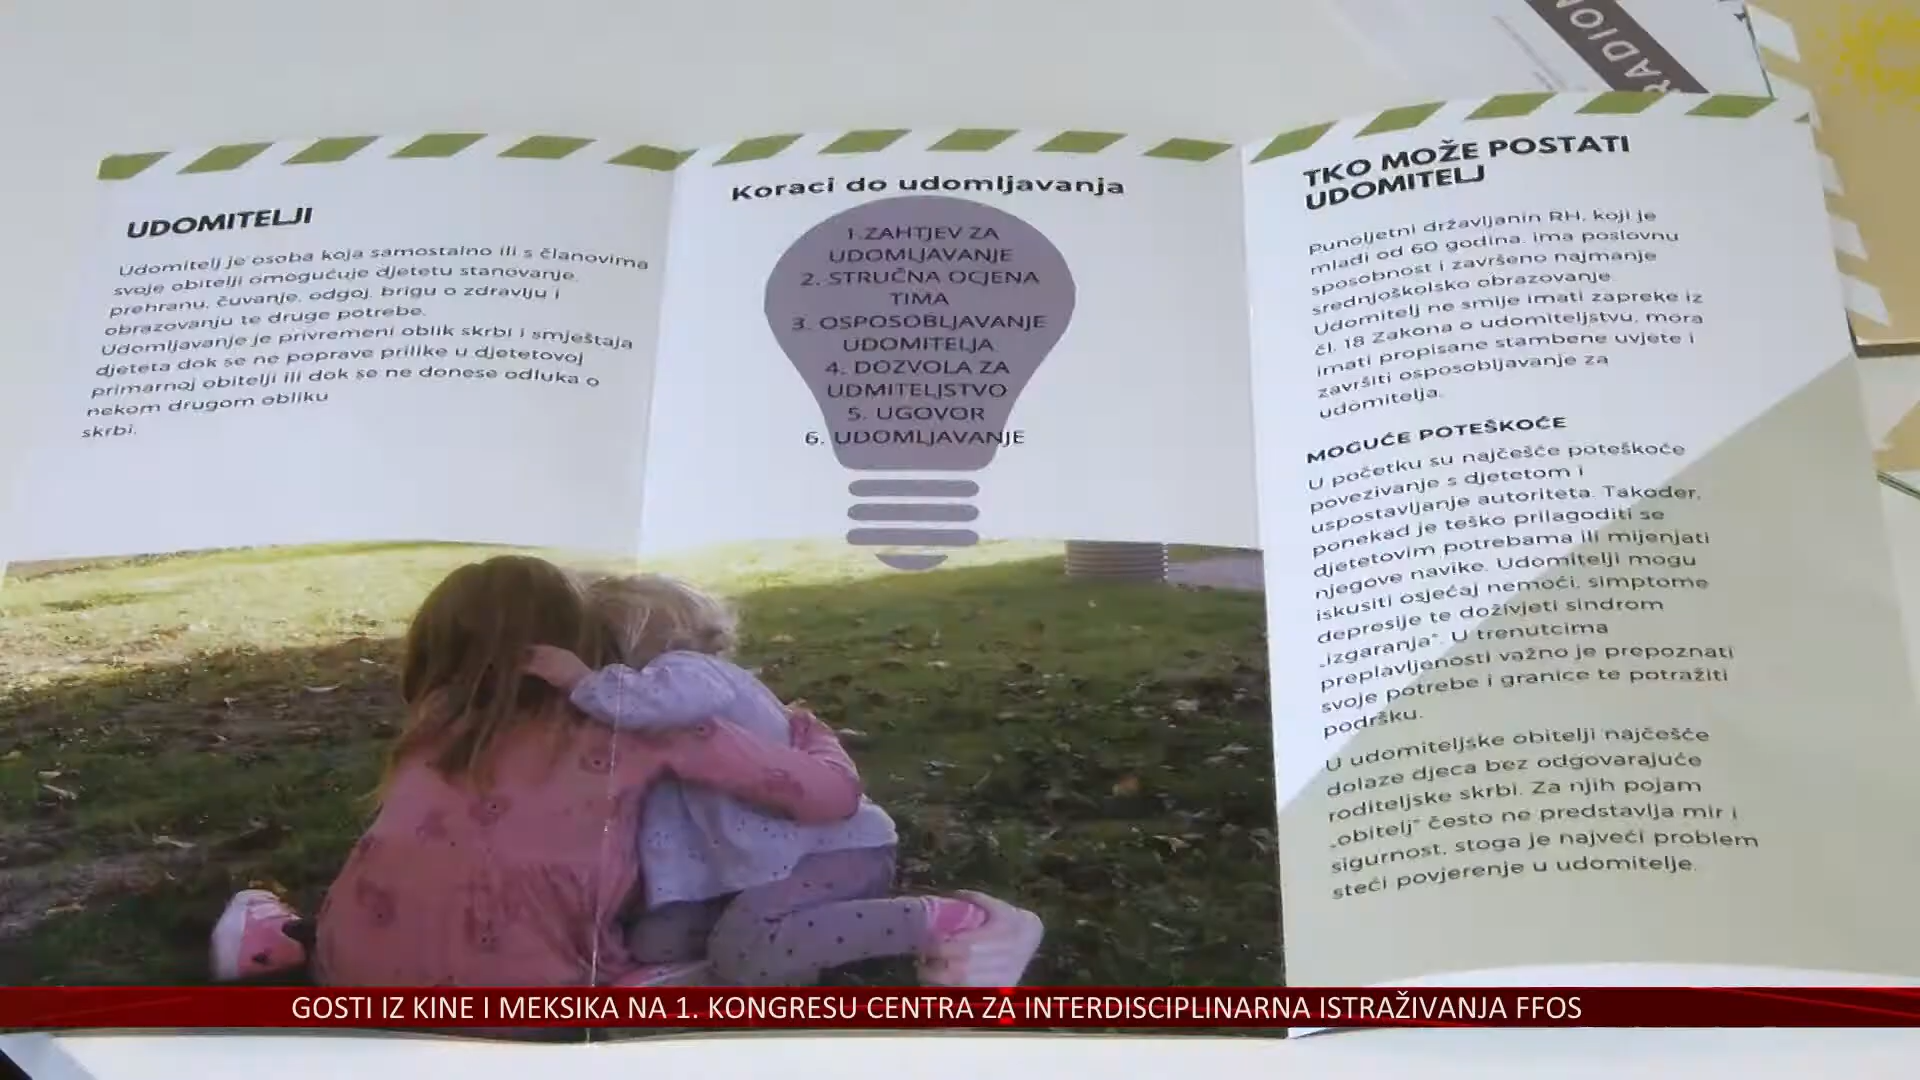 RADION
UDOMITELJI
Udomitelj je osoba koja samostalno ili s članovima
svoje obitelji omogućuje djetetu stanovanje,
prehranu, čuvanje, odgoj, brigu o zdravlju i
obrazovanju te druge potrebe.
Udomljavanje je privremeni oblik skrbi i smještaja
djeteta dok se ne poprave prilike u djetetovoj
primarnoj obitelji ili dok se ne donese odluka o
nekom drugom obliku
skrbi.
Koraci do udomljavanja
1.ZAHTJEV ZA
UDOMLJAVANJE
2. STRUČNA OCJENA
TIMA
3. OSPOSOBLJAVANJE
UDOMITELJA
4. DOZVOLA ZA
UDMITELJSTVO
5. UGOVOR
6. UDOMLJAVANJE
TKO MOŽE POSTATI
UDOMITELJ
Punoljetni državljanin RH, koji je
mlađi od 60 godina, ima poslovnu
sposobnost i završeno najmanje
srednjoškolsko obrazovanje.
Udomitelj ne smije imati zapreke iz
čl. 18 Zakona o udomiteljstvu, mora
imati propisane stambene uvjete i
završiti osposobljavanje za
udomitelja.
MOGUĆE POTEŠKOĆE
U početku su najčešće poteškoće
povezivanje s djetetom i
uspostavljanje autoriteta. Također,
ponekad je teško prilagoditi se
djetetovim potrebama ili mijenjati
njegove navike. Udomitelji mogu
iskusiti osjećaj nemoći, simptome
depresije te doživjeti sindrom
„izgaranja“. U trenutcima
preplavljenosti važno je prepoznati
svoje potrebe i granice te potražiti
podršku.
U udomiteljske obitelji najčešće
dolaze djeca bez odgovarajuće
roditeljske skrbi. Za njih pojam
„obitelj“ često ne predstavlja mir i
sigurnost, stoga je najveći problem
steći povjerenje u udomitelje.
GOSTI IZ KINE I MEKSIKA NA 1. KONGRESU CENTRA ZA INTERDISCIPLINARNA ISTRAŽIVANJA FFOS